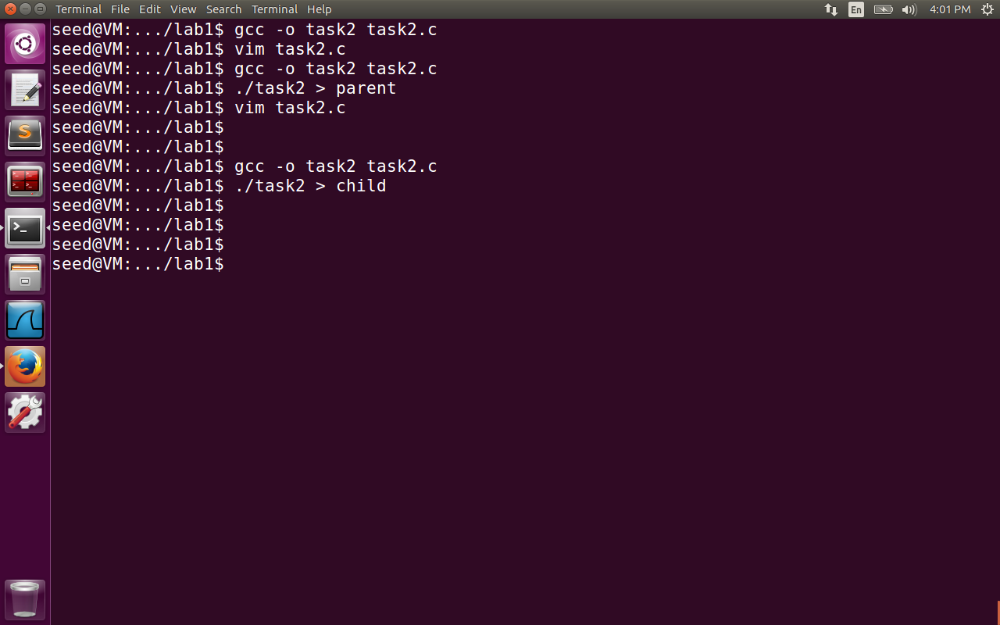 Terminal File Edit View Search Terminal Help En 4:01 PM
seed@VM:.../lab1$ gcc -o task2 task2.c
seed@VM:.../lab1$ vim task2.c
seed@VM:.../lab1$ gcc -o task2 task2.c
seed@VM:.../lab1$ ./task2 > parent
seed@VM:.../lab1$ vim task2.c
seed@VM:.../lab1$
seed@VM:.../lab1$
seed@VM:.../lab1$ gcc -o task2 task2.c
seed@VM:.../lab1$ ./task2 > child
seed@VM:.../lab1$
seed@VM:.../lab1$
seed@VM:.../lab1$
seed@VM:.../lab1$